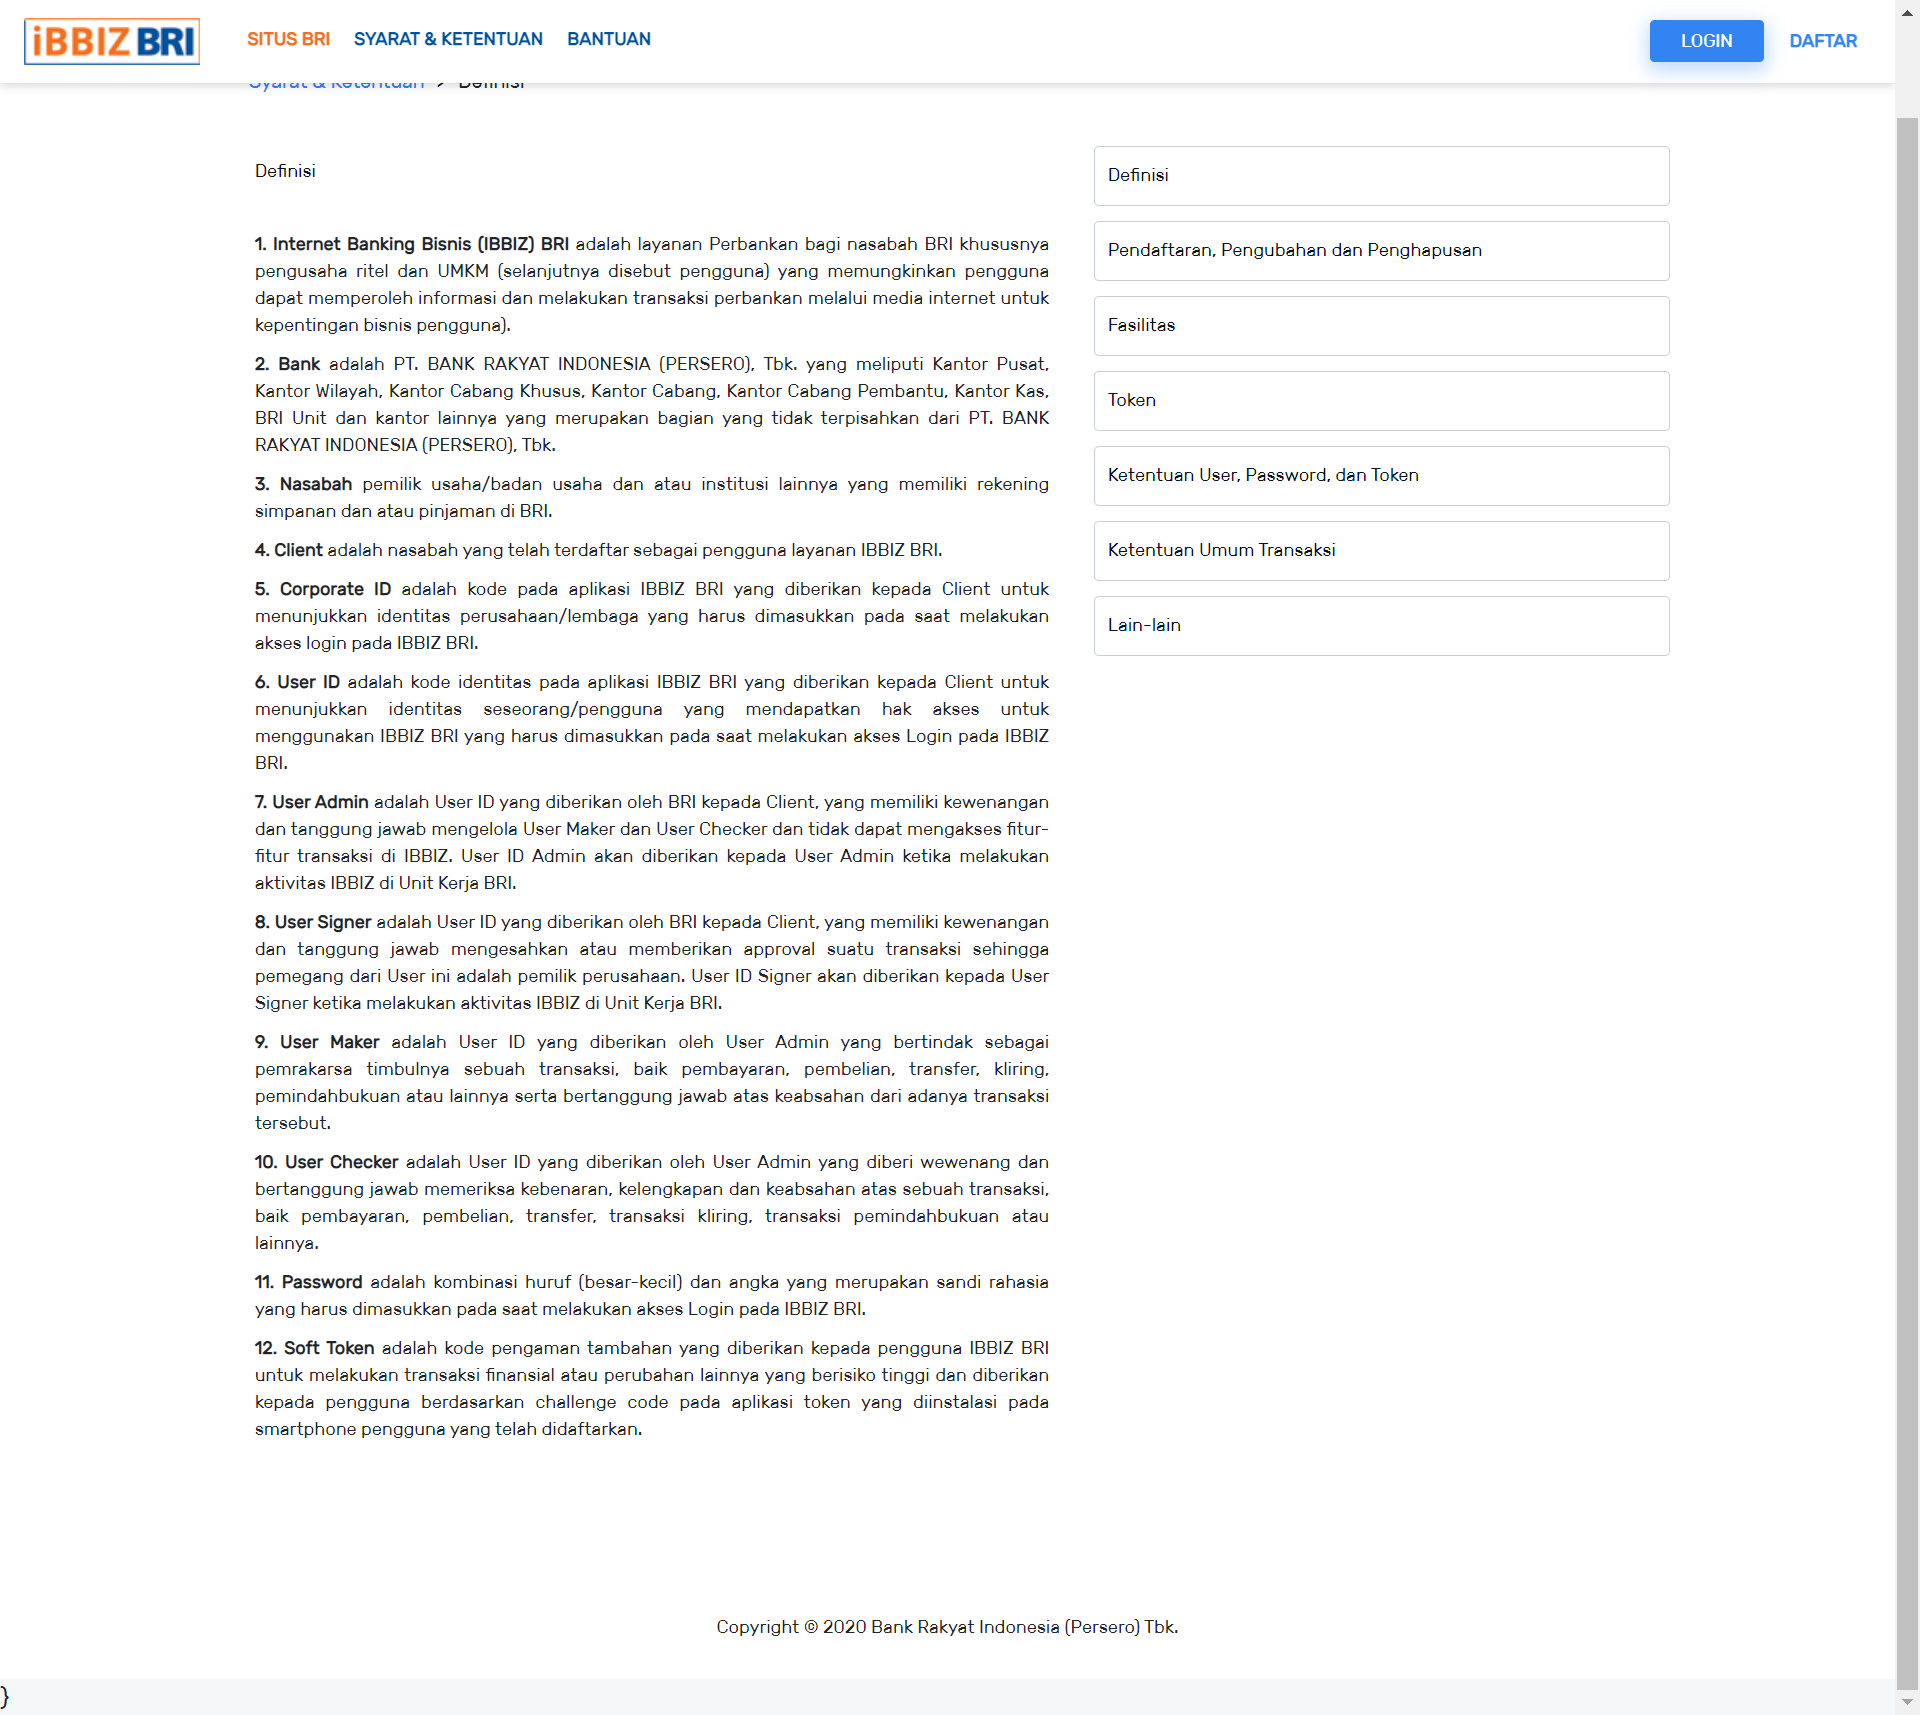 iBBIZ BRI
SITUS BRI
SYARAT & KETENTUAN
BANTUAN
LOGIN
DAFTAR
Syarat & Ketentuan > Definisi
Definisi
1. Internet Banking Bisnis (IBBIZ) BRI adalah layanan Perbankan bagi nasabah BRI khususnya
pengusaha ritel dan UMKM (selanjutnya disebut pengguna) yang memungkinkan pengguna
dapat memperoleh informasi dan melakukan transaksi perbankan melalui media internet untuk
kepentingan bisnis pengguna).
2. Bank adalah PT. BANK RAKYAT INDONESIA (PERSERO), Tbk. yang meliputi Kantor Pusat,
Kantor Wilayah, Kantor Cabang Khusus, Kantor Cabang, Kantor Cabang Pembantu, Kantor Kas,
BRI Unit dan kantor lainnya yang merupakan bagian yang tidak terpisahkan dari PT. BANK
RAKYAT INDONESIA (PERSERO), Tbk.
3. Nasabah pemilik usaha/badan usaha dan atau institusi lainnya yang memiliki rekening
simpanan dan atau pinjaman di BRI.
4. Client adalah nasabah yang telah terdaftar sebagai pengguna layanan IBBIZ BRI.
5. Corporate ID adalah kode pada aplikasi IBBIZ BRI yang diberikan kepada Client untuk
menunjukkan identitas perusahaan/lembaga yang harus dimasukkan pada saat melakukan
akses login pada IBBIZ BRI.
6. User ID adalah kode identitas pada aplikasi IBBIZ BRI yang diberikan kepada Client untuk
menunjukkan identitas seseorang/pengguna yang mendapatkan hak akses untuk
menggunakan IBBIZ BRI yang harus dimasukkan pada saat melakukan akses Login pada IBBIZ
BRI.
7. User Admin adalah User ID yang diberikan oleh BRI kepada Client, yang memiliki kewenangan
dan tanggung jawab mengelola User Maker dan User Checker dan tidak dapat mengakses fitur-
fitur transaksi di IBBIZ. User ID Admin akan diberikan kepada User Admin ketika melakukan
aktivitas IBBIZ di Unit Kerja BRI.
8. User Signer adalah User ID yang diberikan oleh BRI kepada Client, yang memiliki kewenangan
dan tanggung jawab mengesahkan atau memberikan approval suatu transaksi sehingga
pemegang dari User ini adalah pemilik perusahaan. User ID Signer akan diberikan kepada User
Signer ketika melakukan aktivitas IBBIZ di Unit Kerja BRI.
9. User Maker adalah User ID yang diberikan oleh User Admin yang bertindak sebagai
pemrakarsa timbulnya sebuah transaksi, baik pembayaran, pembelian, transfer, kliring,
pemindahbukuan atau lainnya serta bertanggung jawab atas keabsahan dari adanya transaksi
tersebut.
10. User Checker adalah User ID yang diberikan oleh User Admin yang diberi wewenang dan
bertanggung jawab memeriksa kebenaran, kelengkapan dan keabsahan atas sebuah transaksi,
baik pembayaran, pembelian, transfer, transaksi kliring, transaksi pemindahbukuan atau
lainnya.
11. Password adalah kombinasi huruf (besar-kecil) dan angka yang merupakan sandi rahasia
yang harus dimasukkan pada saat melakukan akses Login pada IBBIZ BRI.
12. Soft Token adalah kode pengaman tambahan yang diberikan kepada pengguna IBBIZ BRI
untuk melakukan transaksi finansial atau perubahan lainnya yang berisiko tinggi dan diberikan
kepada pengguna berdasarkan challenge code pada aplikasi token yang diinstalasi pada
smartphone pengguna yang telah didaftarkan.
Definisi
Pendaftaran, Pengubahan dan Penghapusan
Fasilitas
Token
Ketentuan User, Password, dan Token
Ketentuan Umum Transaksi
Lain-lain
Copyright © 2020 Bank Rakyat Indonesia (Persero) Tbk.
}